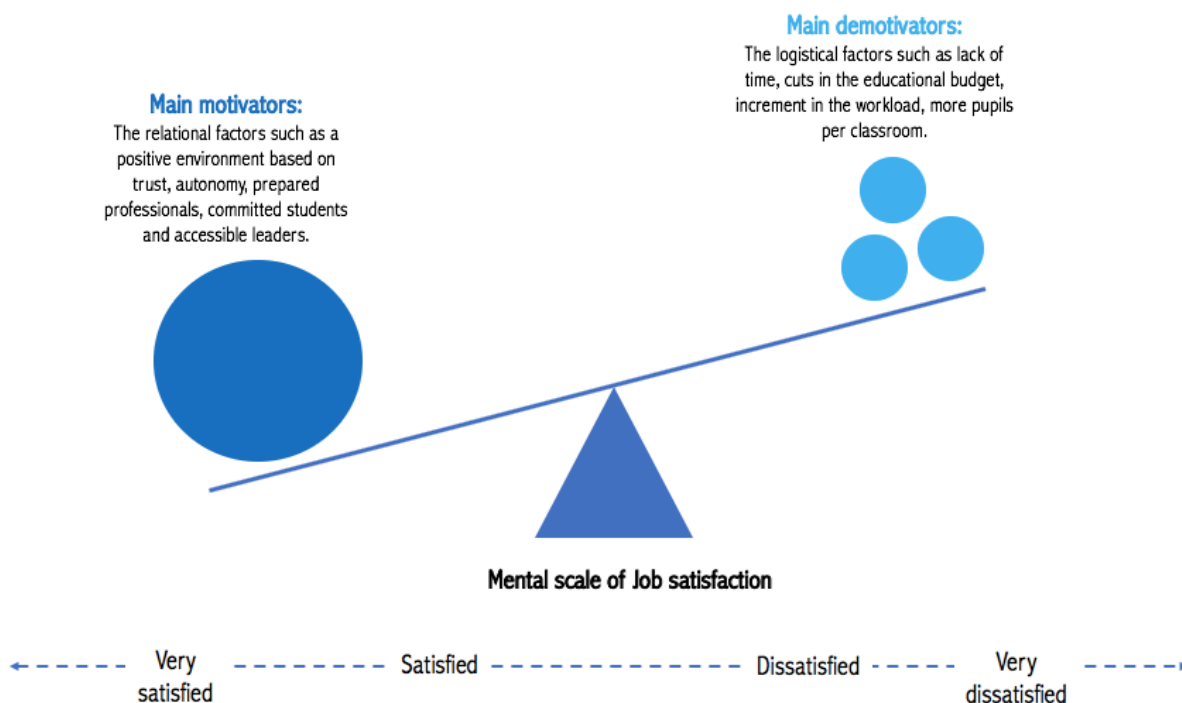 Main demotivators:
The logistical factors such as lack of
time, cuts in the educational budget,
increment in the workload, more pupils
per classroom.
Main motivators:
The relational factors such as a
positive environment based on
trust, autonomy, prepared
professionals, committed students
and accessible leaders.
Mental scale of Job satisfaction
Very
satisfied
Satisfied
Dissatisfied
Very
dissatisfied